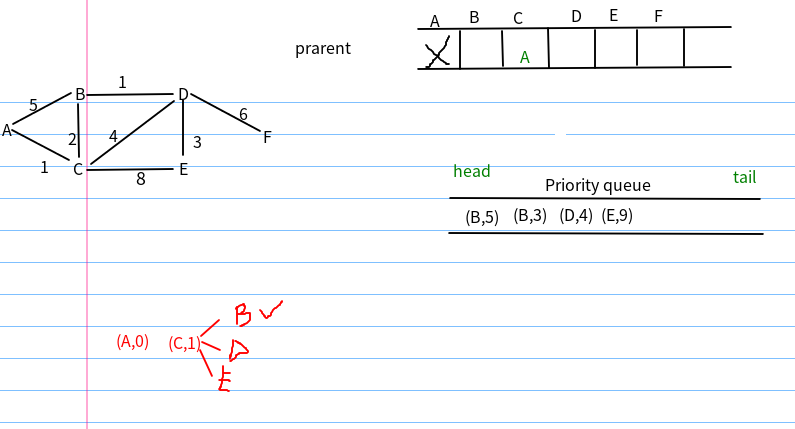 A B C D E F
prarent X A
5 B 1 D
A 2 4 3 6 F
1 C 8 E
head Priority queue tail
(B,5) (B,3) (D,4) (E,9)
(A,0) (C,1) B ✓
D
E